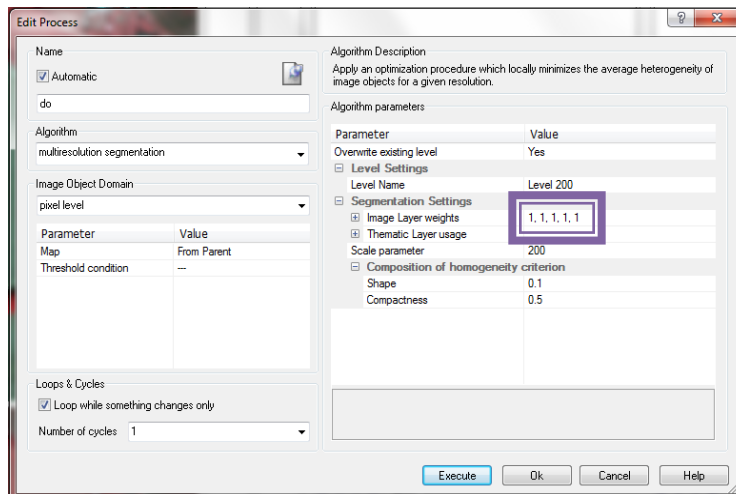 Edit Process
Name
Automatic
do
Algorithm
multiresolution segmentation
Image Object Domain
pixel level
Parameter Value
Map From Parent
Threshold condition ---
Loops & Cycles
Loop while something changes only
Number of cycles 1
Algorithm Description
Apply an optimization procedure which locally minimizes the average heterogeneity of
image objects for a given resolution.
Algorithm parameters
Parameter Value
Overwrite existing level Yes
Level Settings
Level Name Level 200
Segmentation Settings
Image Layer weights 1, 1, 1, 1, 1
Thematic Layer usage
Scale parameter 200
Composition of homogeneity criterion
Shape 0.1
Compactness 0.5
Execute Ok Cancel Help